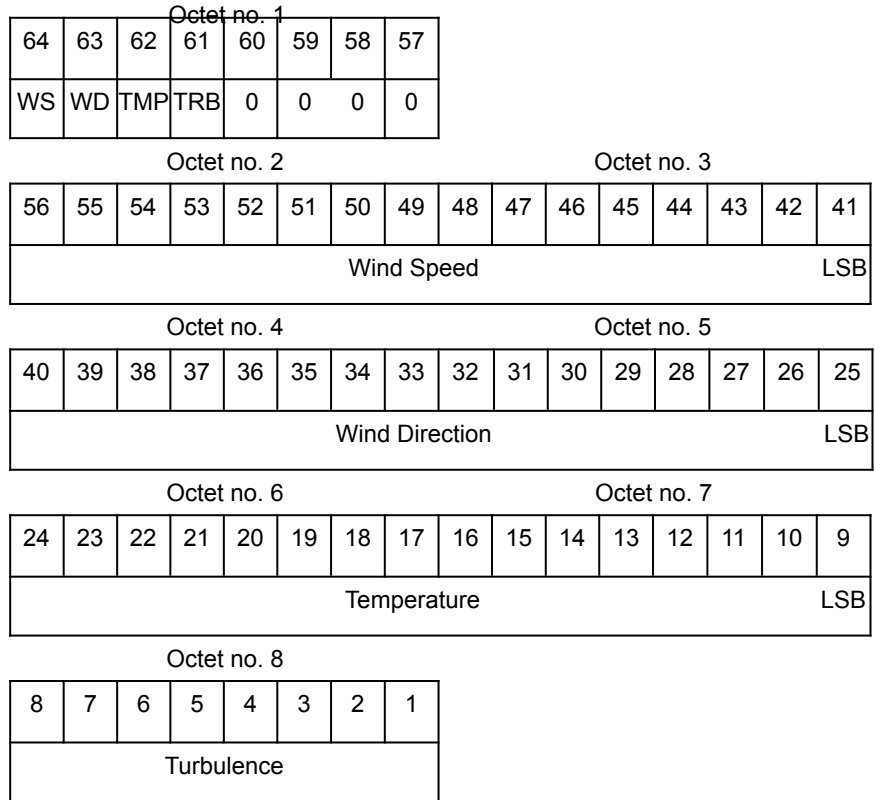 Octet no. 1
64 63 62 61 60 59 58 57
WS WD TMP TRB 0 0 0 0
Octet no. 2 Octet no. 3
56 55 54 53 52 51 50 49 48 47 46 45 44 43 42 41
Wind Speed LSB
Octet no. 4 Octet no. 5
40 39 38 37 36 35 34 33 32 31 30 29 28 27 26 25
Wind Direction LSB
Octet no. 6 Octet no. 7
24 23 22 21 20 19 18 17 16 15 14 13 12 11 10 9
Temperature LSB
Octet no. 8
8 7 6 5 4 3 2 1
Turbulence